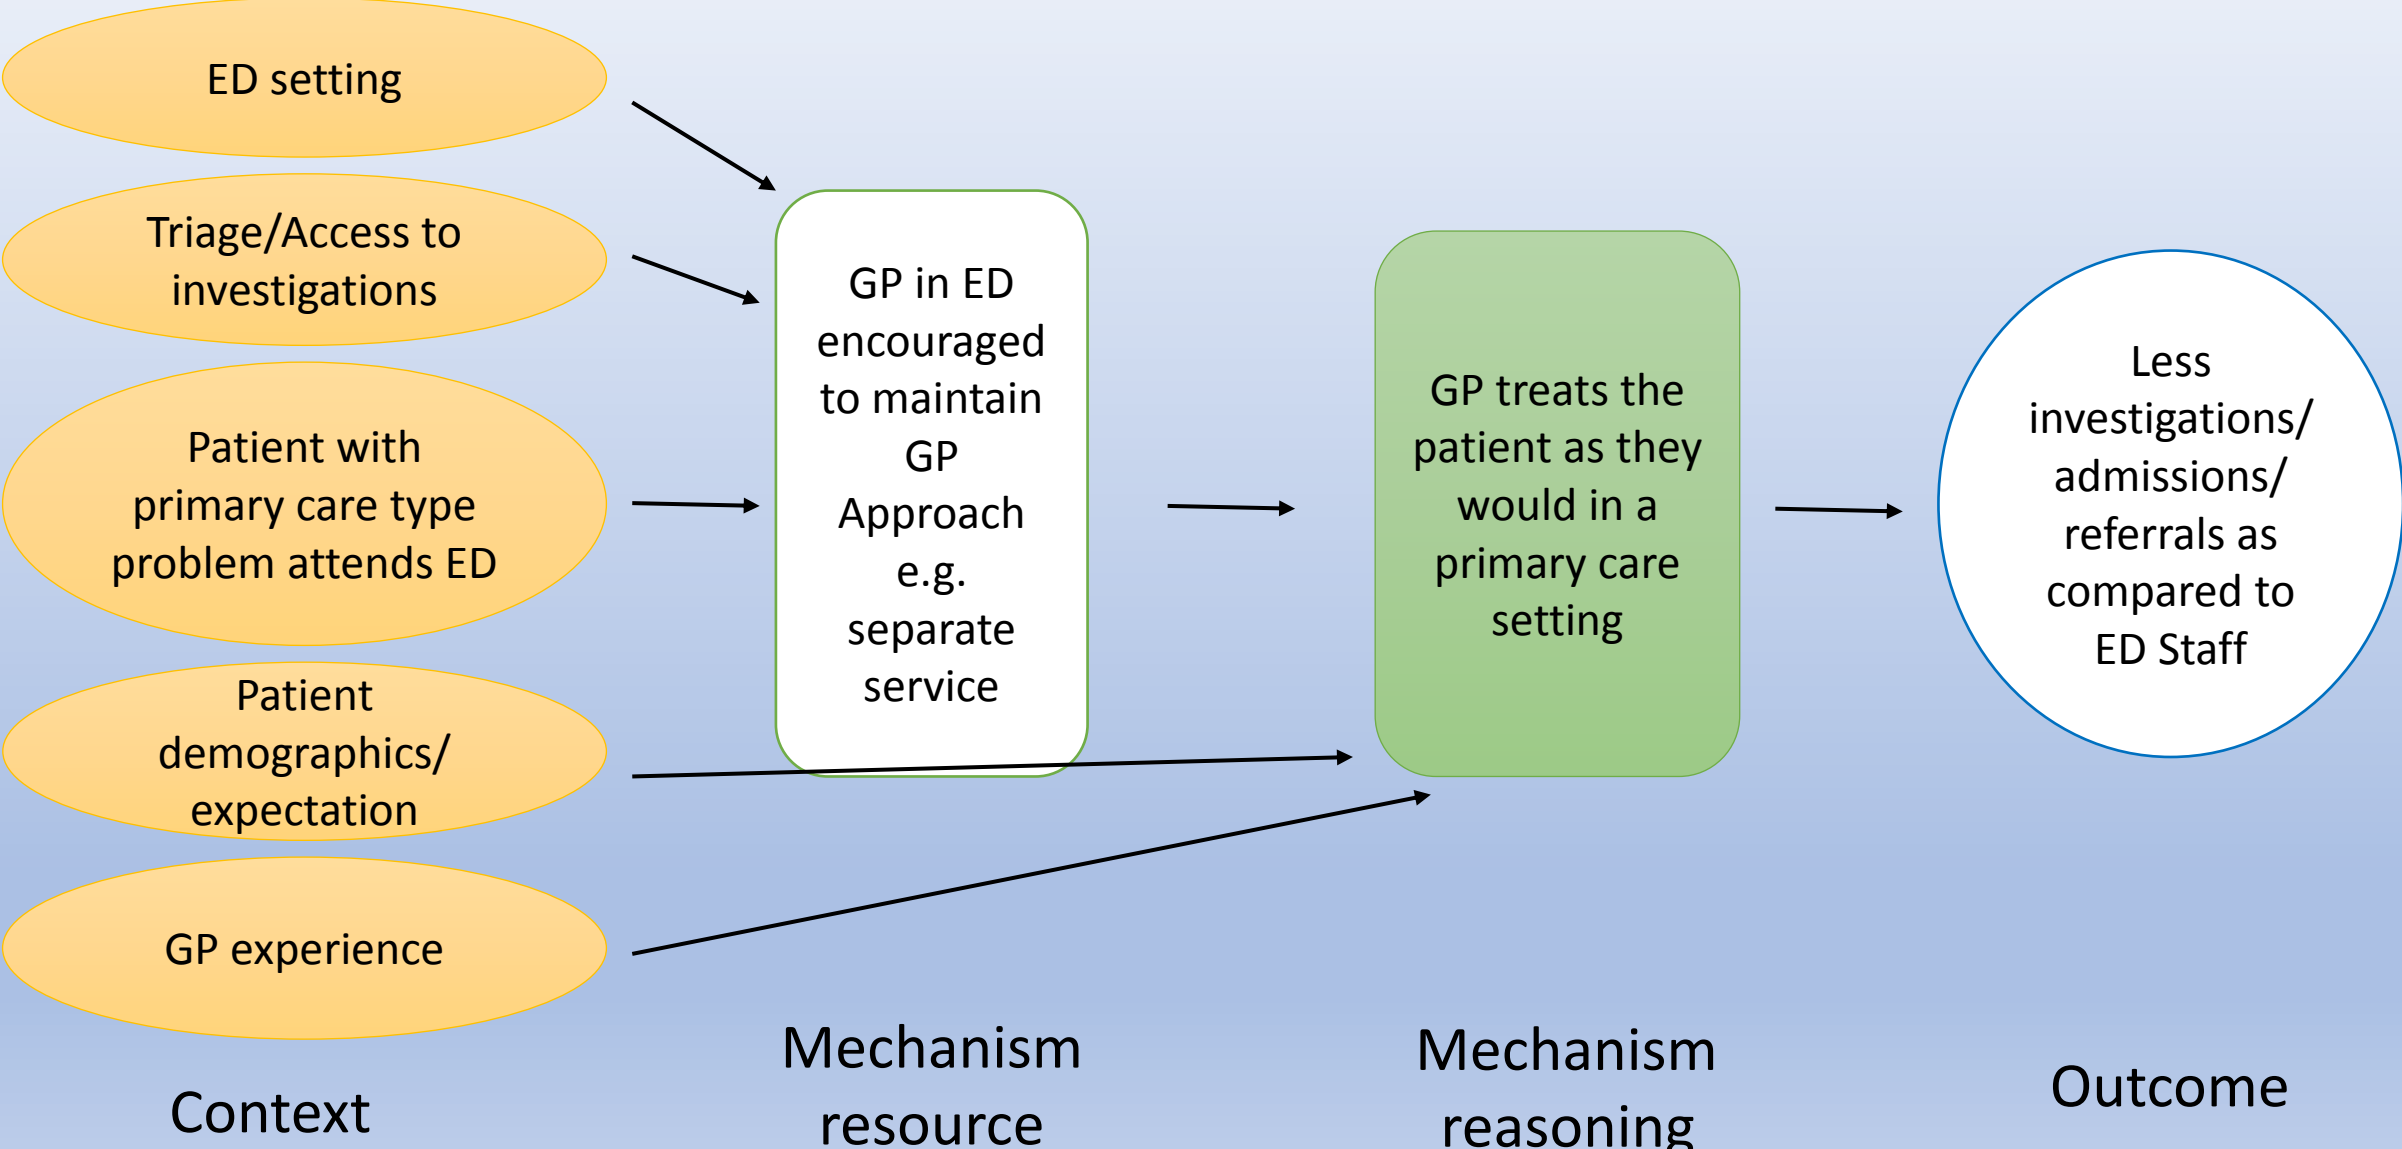 ED setting
Triage/Access to
investigations
Patient with
primary care type
problem attends ED
Patient
demographics/
expectation
GP experience
Context
GP in ED
encouraged
to maintain
GP
Approach
e.g.
separate
service
Mechanism
resource
GP treats the
patient as they
would in a
primary care
setting
Mechanism
reasoning
Less
investigations/
admissions/
referrals as
compared to
ED Staff
Outcome